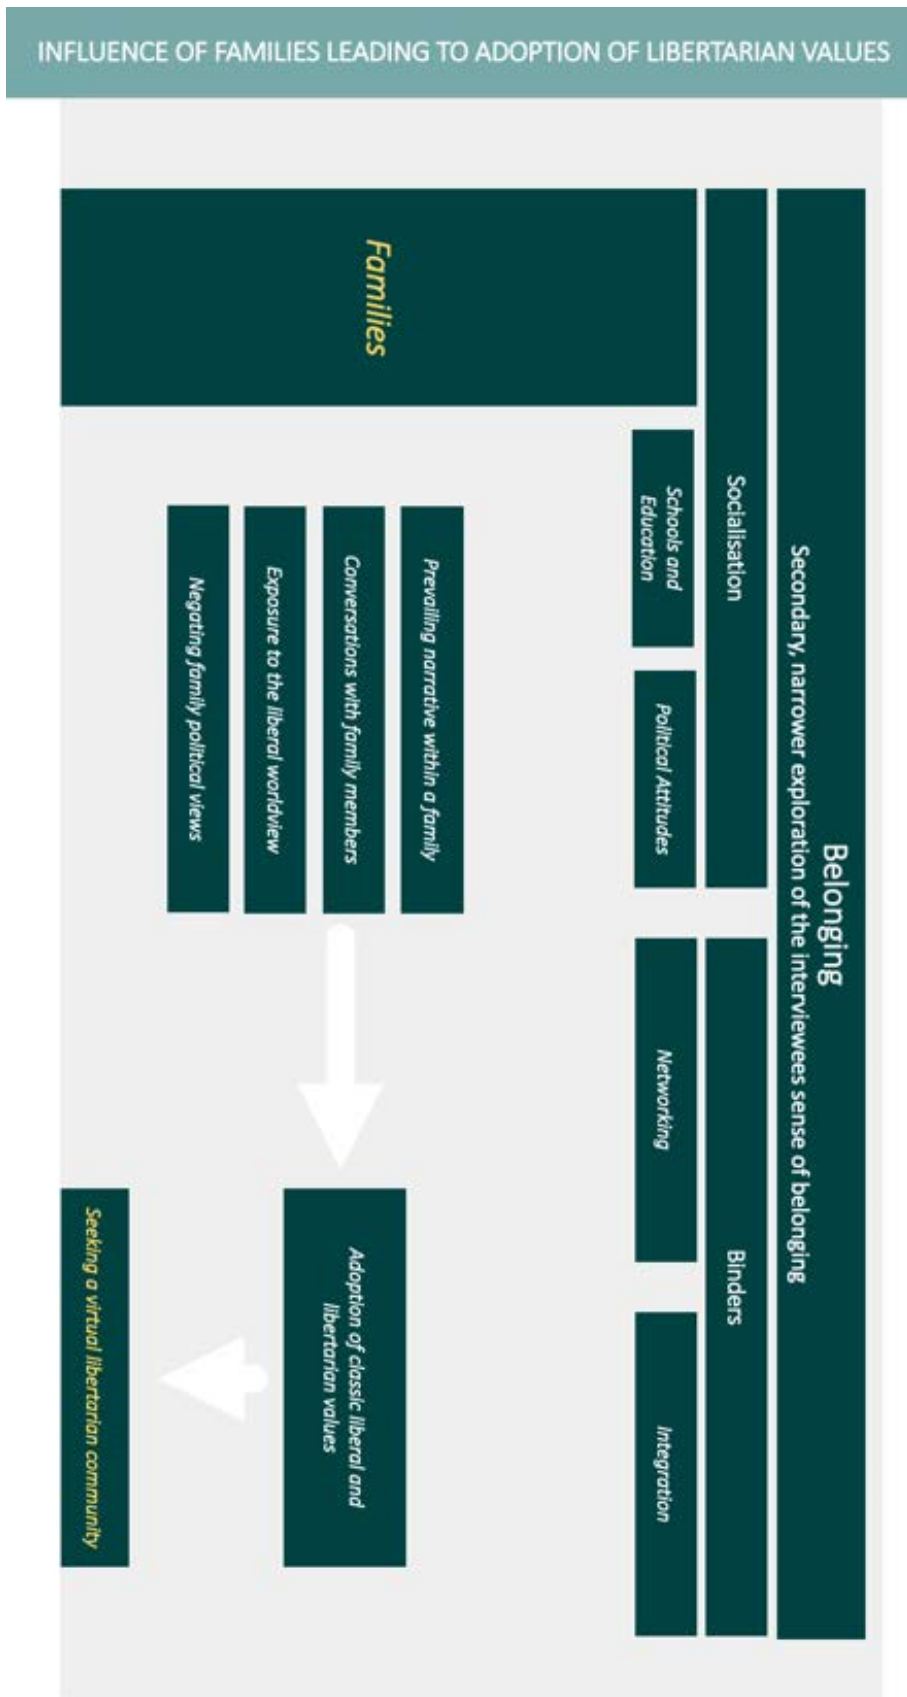 INFLUENCE OF FAMILIES LEADING TO ADOPTION OF LIBERTARIAN VALUES
Belonging
Secondary, narrower exploration of the interviewees sense of belonging
Socialisation
Binders
Families
Schools and
Education
Political Attitudes
Networking
Integration
Prevailing narrative within a family
Conversations with family members
Exposure to the liberal worldview
Negating family political views
Adoption of classic liberal and
libertarian values
Seeking a virtual libertarian community